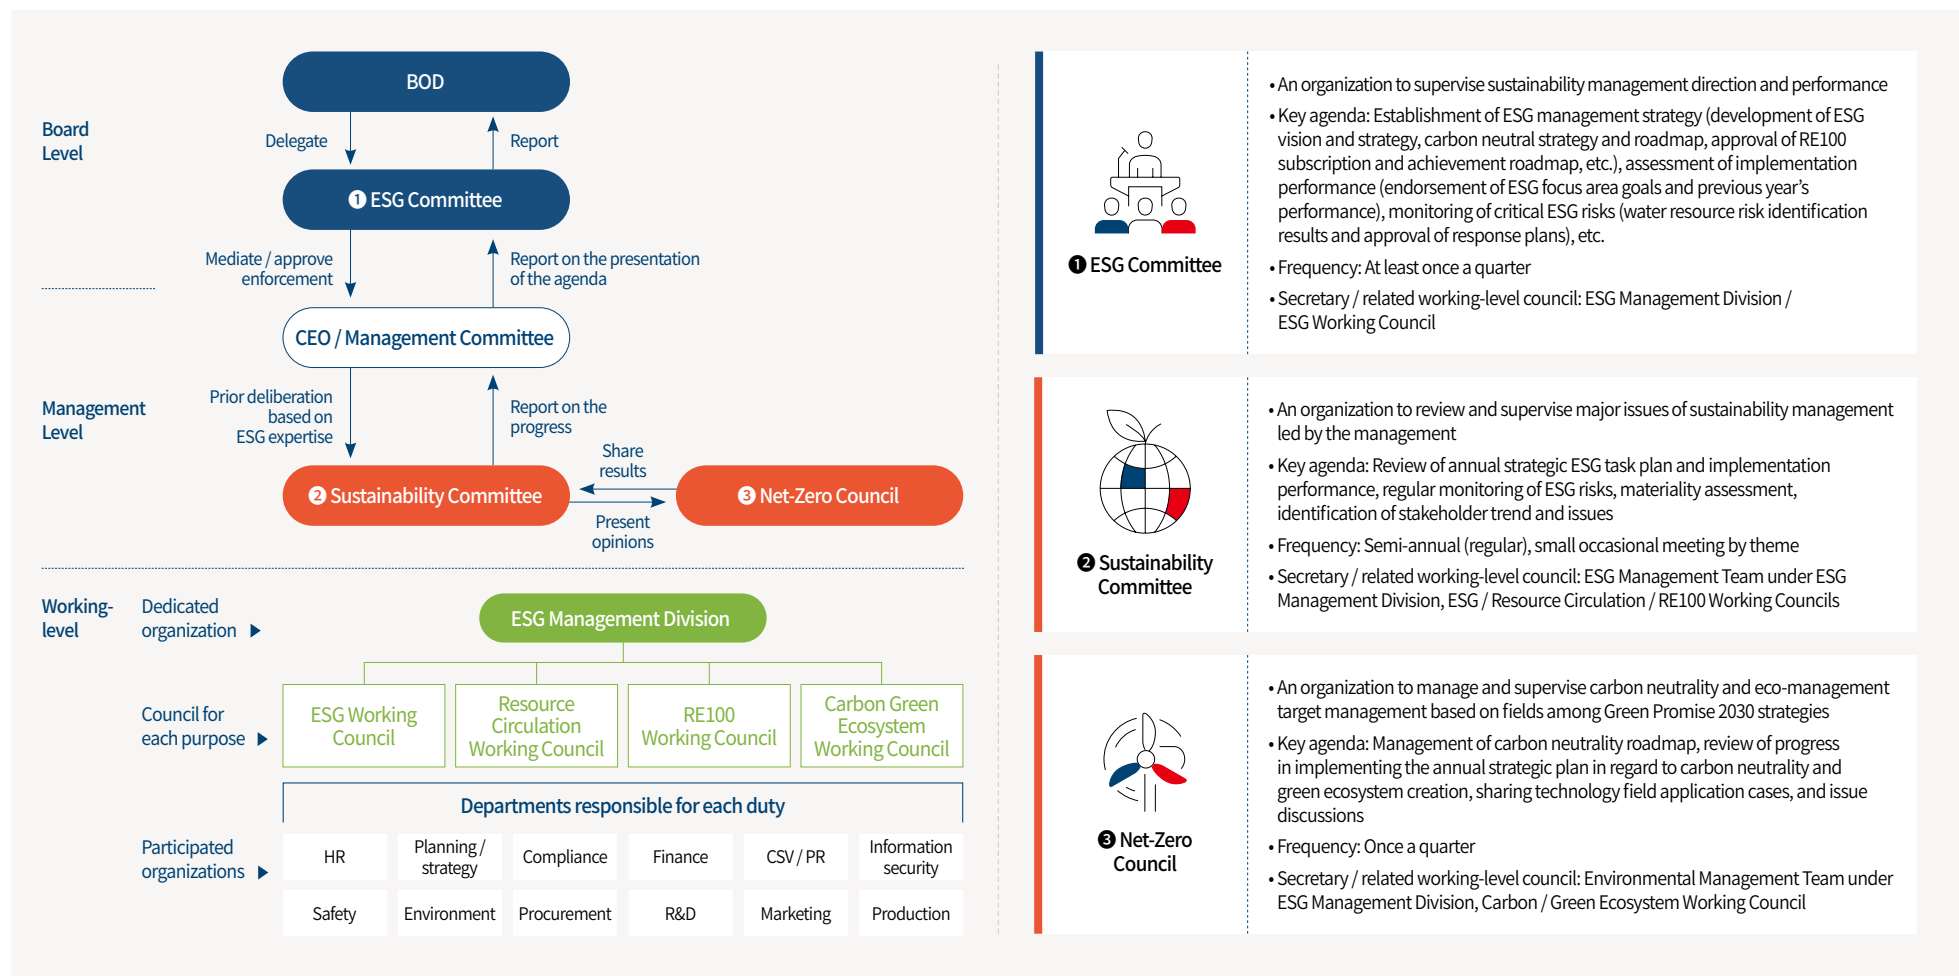 BOD
Board
Level
Delegate
Report
❶ ESG Committee
Mediate / approve
enforcement
Report on the presentation
of the agenda
CEO / Management Committee
Management
Level
Prior deliberation
based on
ESG expertise
Report on the
progress
Share
results
❷ Sustainability Committee
❸ Net-Zero Council
Present
opinions
Working-
level
Dedicated
organization ▶
ESG Management Division
Council for
each purpose ▶
ESG Working
Council
Resource
Circulation
Working Council
RE100
Working Council
Carbon Green
Ecosystem
Working Council
Departments responsible for each duty
Participated
organizations ▶
HR
Planning /
strategy
Compliance
Finance
CSV / PR
Information
security
Safety
Environment
Procurement
R&D
Marketing
Production
❶ ESG Committee
• An organization to supervise sustainability management direction and performance
• Key agenda: Establishment of ESG management strategy (development of ESG
vision and strategy, carbon neutral strategy and roadmap, approval of RE100
subscription and achievement roadmap, etc.), assessment of implementation
performance (endorsement of ESG focus area goals and previous year's
performance), monitoring of critical ESG risks (water resource risk identification
results and approval of response plans), etc.
• Frequency: At least once a quarter
• Secretary / related working-level council: ESG Management Division /
ESG Working Council
❷ Sustainability
Committee
• An organization to review and supervise major issues of sustainability management
led by the management
• Key agenda: Review of annual strategic ESG task plan and implementation
performance, regular monitoring of ESG risks, materiality assessment,
identification of stakeholder trend and issues
• Frequency: Semi-annual (regular), small occasional meeting by theme
• Secretary / related working-level council: ESG Management Team under ESG
Management Division, ESG / Resource Circulation / RE100 Working Councils
❸ Net-Zero
Council
• An organization to manage and supervise carbon neutrality and eco-management
target management based on fields among Green Promise 2030 strategies
• Key agenda: Management of carbon neutrality roadmap, review of progress
in implementing the annual strategic plan in regard to carbon neutrality and
green ecosystem creation, sharing technology field application cases, and issue
discussions
• Frequency: Once a quarter
• Secretary / related working-level council: Environmental Management Team under
ESG Management Division, Carbon / Green Ecosystem Working Council